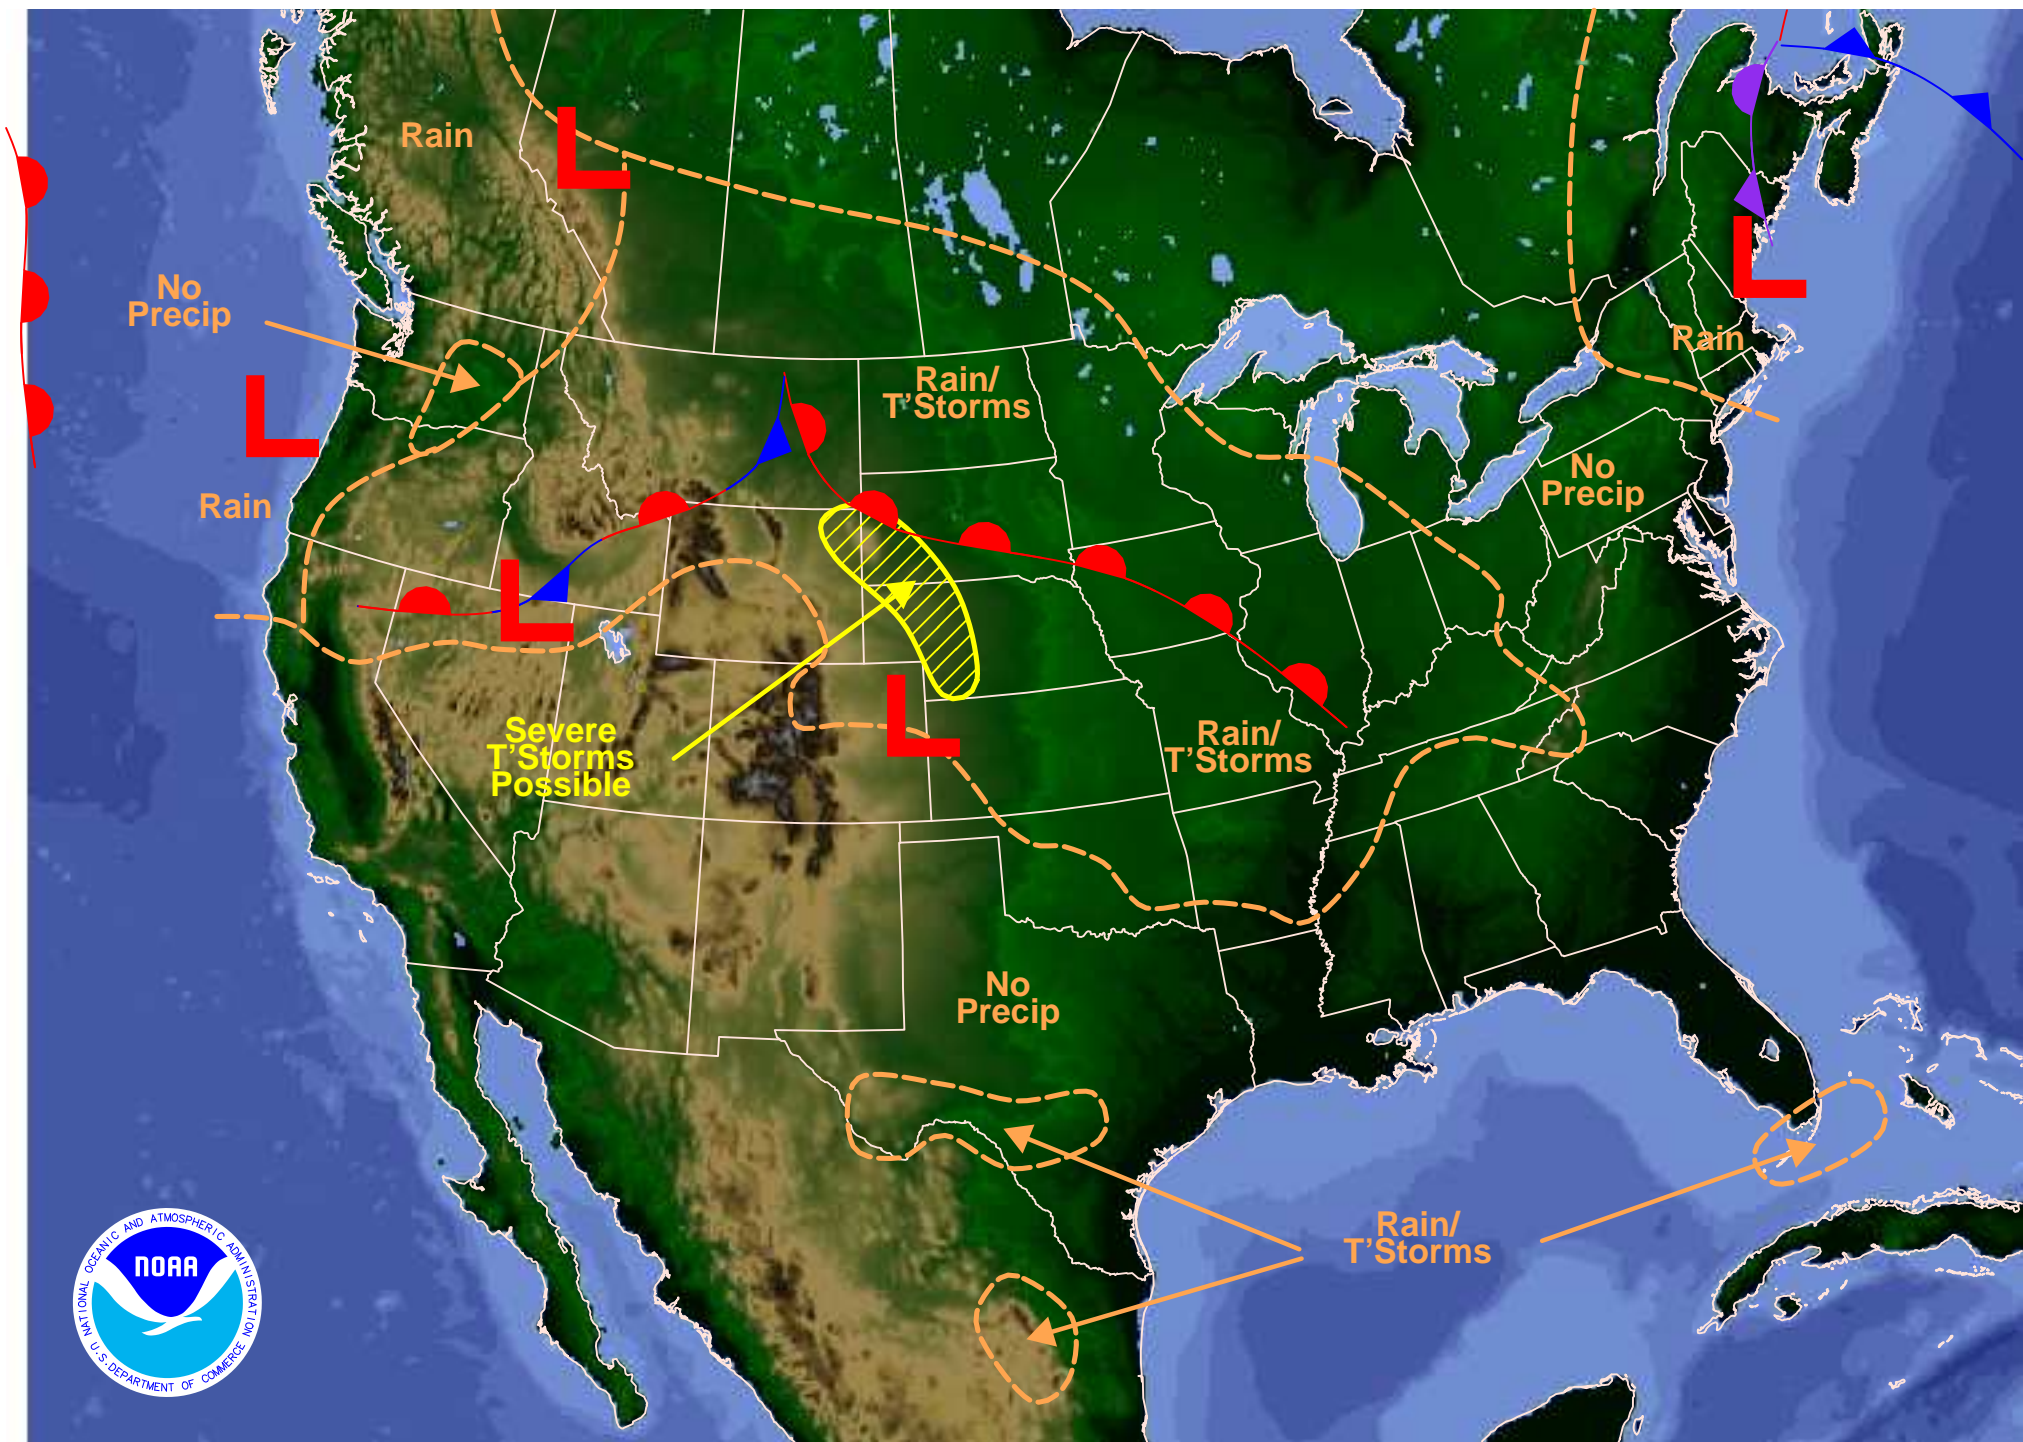 Rain
No
Precip
Rain/
T'Storms
Rain
No
Precip
Rain
Severe
T'Storms
Possible
Rain/
T'Storms
No
Precip
Rain/
T'Storms
L
L
L
L
L
NATIONAL OCEANIC AND ATMOSPHERIC ADMINISTRATION
NOAA
U.S. DEPARTMENT OF COMMERCE